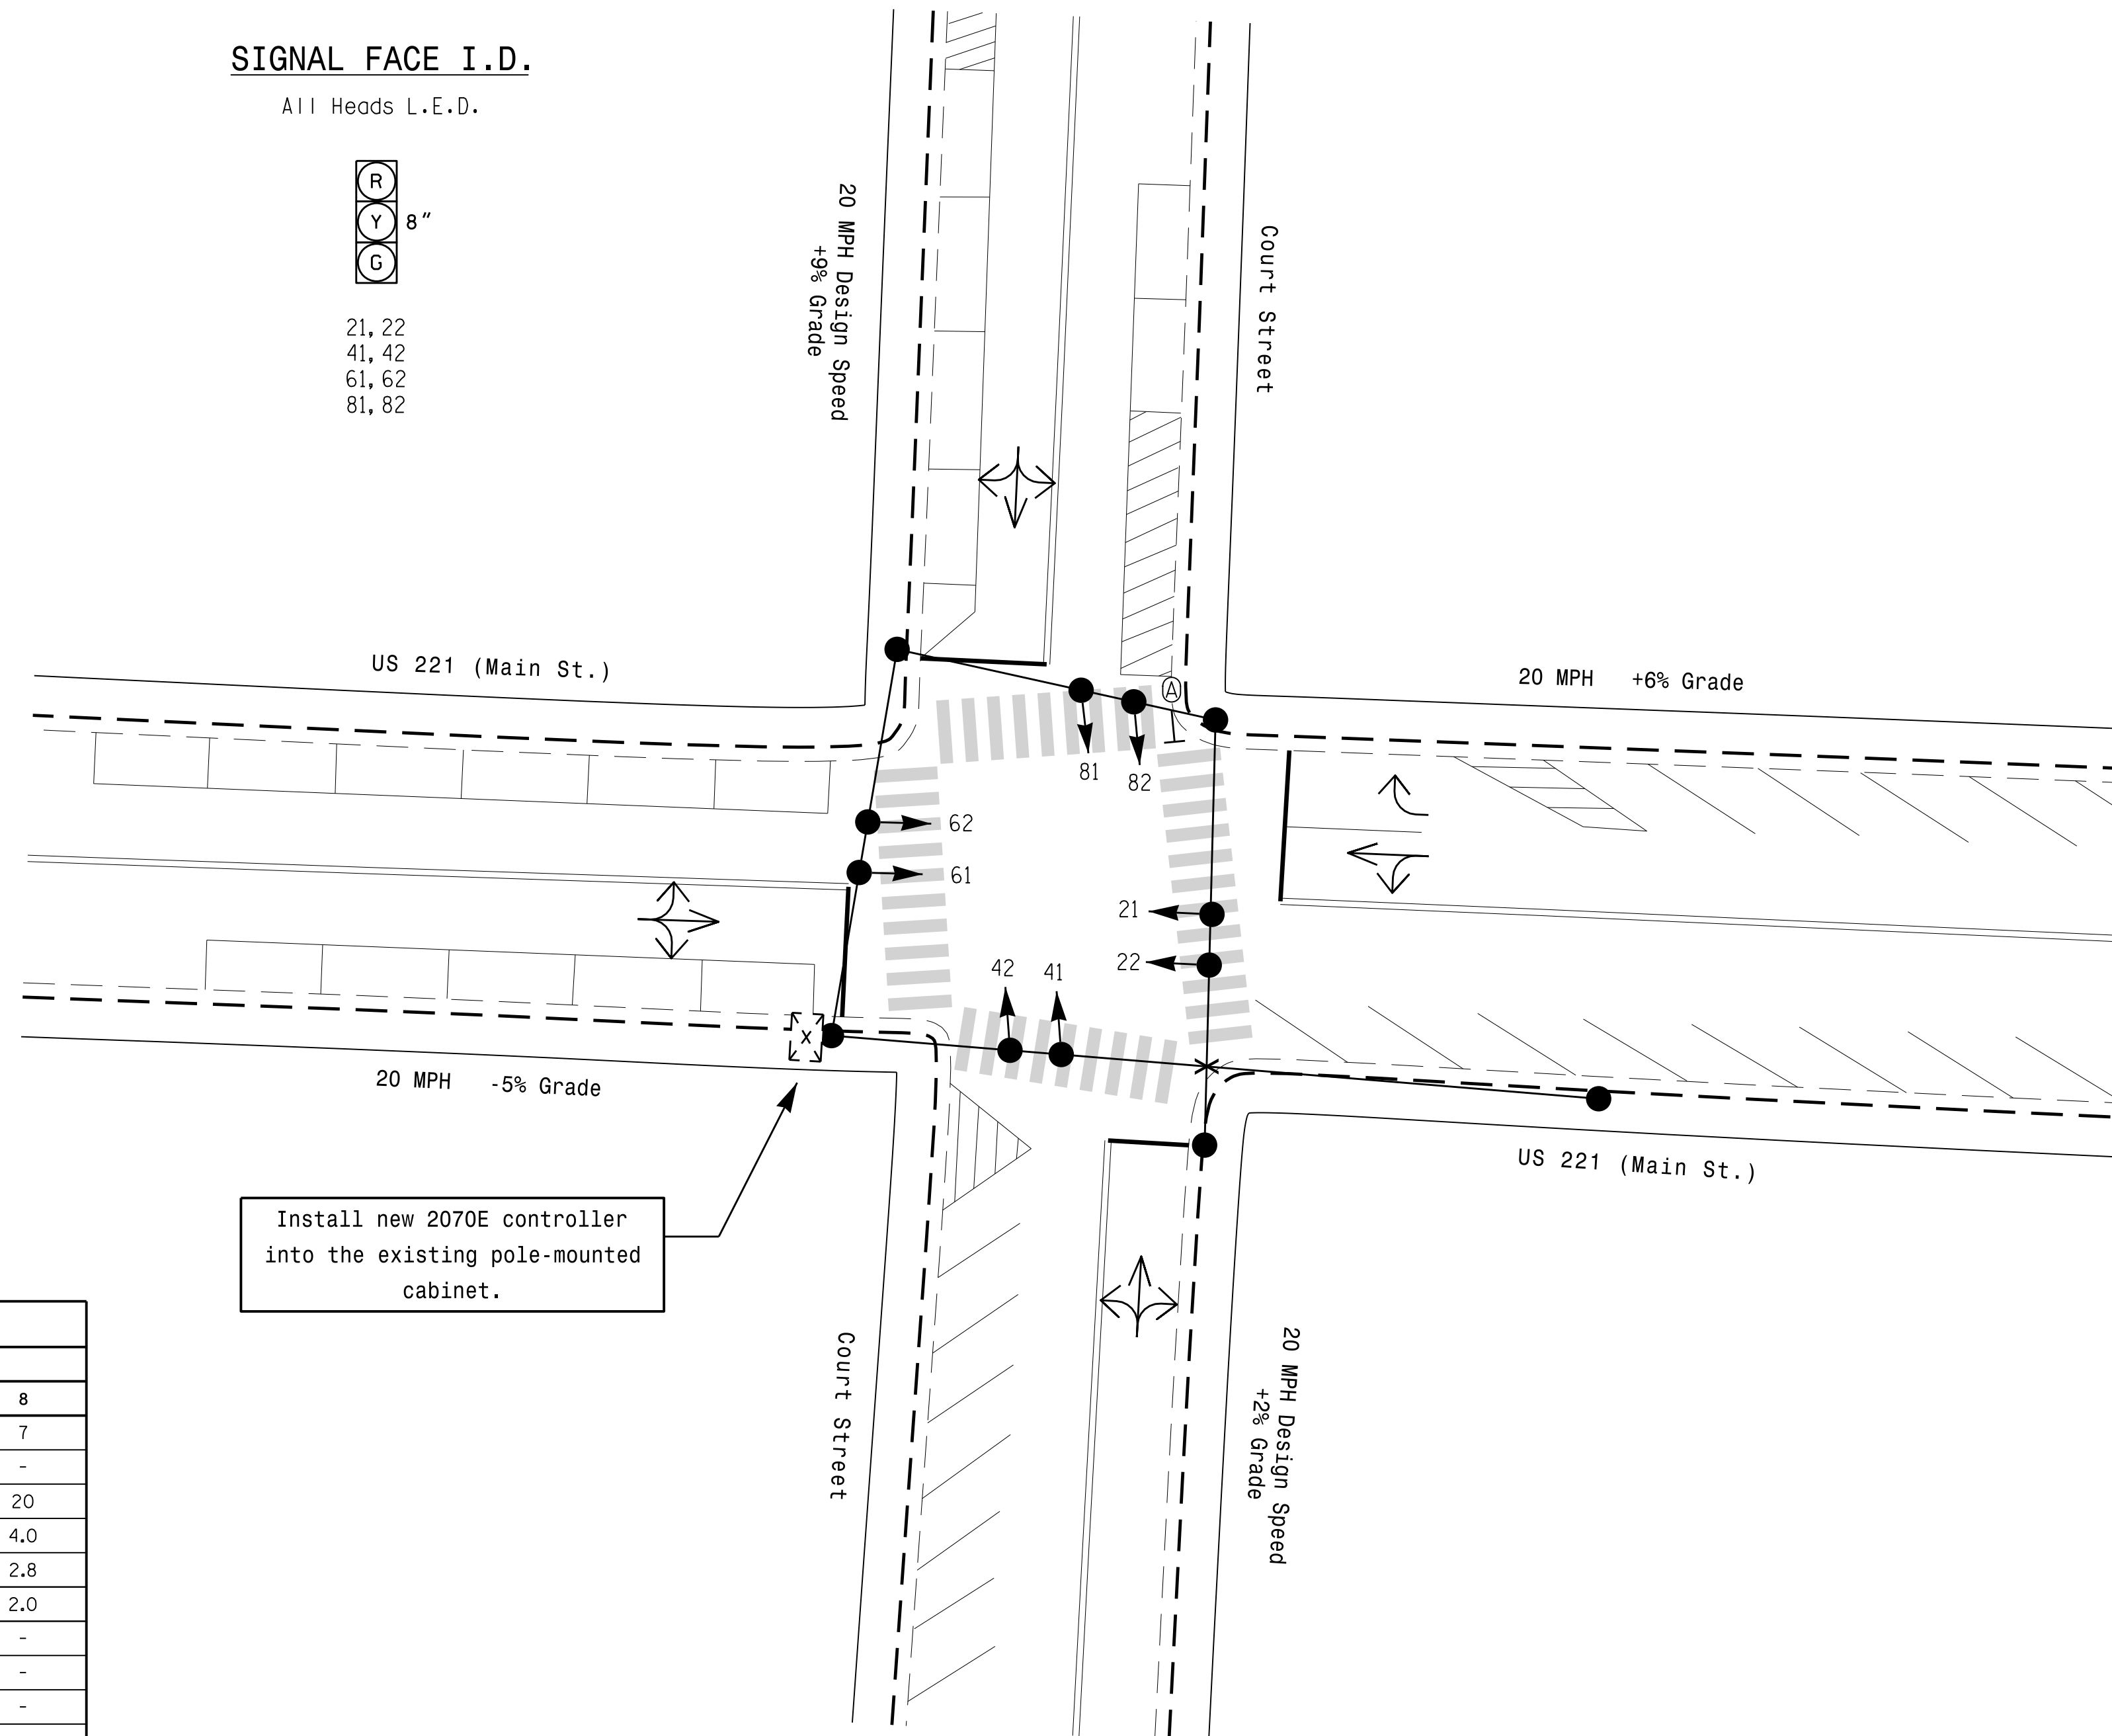 SIGNAL FACE I.D.
All Heads L.E.D.
R
Y 8"
G
21, 22
41, 42
61, 62
81, 82
20 MPH Design Speed
+9% Grade
Court Street
US 221 (Main St.)
20 MPH +6% Grade
A
81
82
62
61
21
22
42
41
X
20 MPH -5% Grade
US 221 (Main St.)
Install new 2070E controller
into the existing pole-mounted
cabinet.
Court Street
20 MPH Design Speed
+2% Grade
8
7
-
20
4.0
2.8
2.0
-
-
-